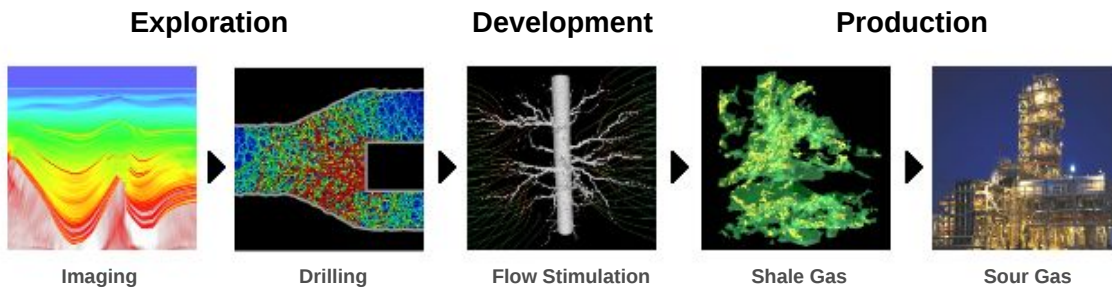 Exploration
Development
Production
Imaging
Drilling
Flow Stimulation
Shale Gas
Sour Gas